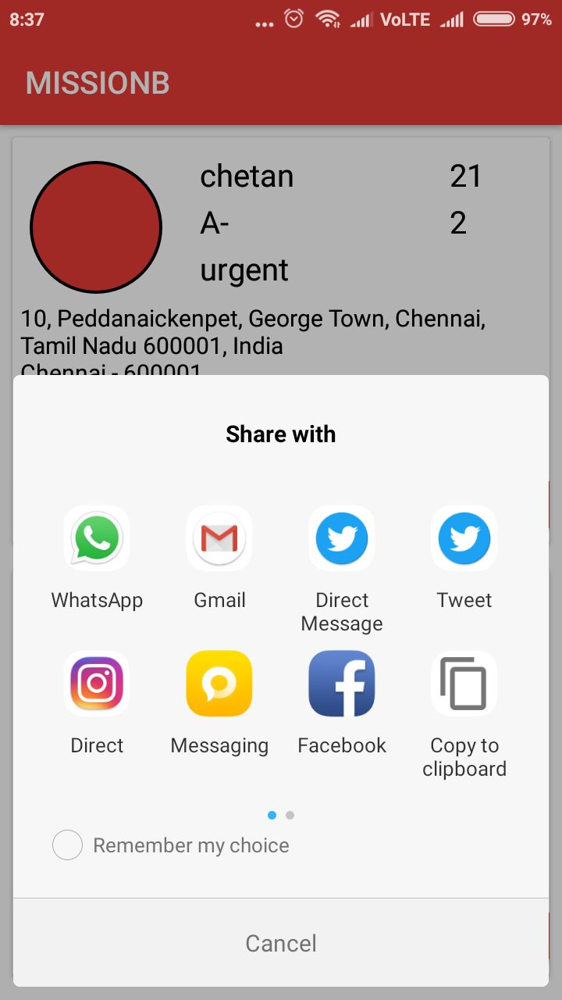 8:37 ... VoLTE 97%
MISSIONB
chetan 21
A- 2
urgent
10, Peddanaickenpet, George Town, Chennai,
Tamil Nadu 600001, India
Chennai - 600001
Share with
WhatsApp Gmail Direct Message Tweet
Direct Messaging Facebook Copy to clipboard
Remember my choice
Cancel